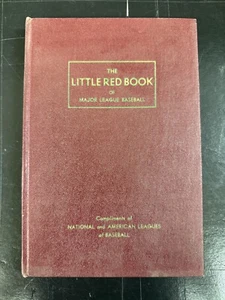 THE
LITTLE RED BOOK
OF
MAJOR LEAGUE BASEBALL
Compliments of
NATIONAL and AMERICAN LEAGUES
of BASEBALL